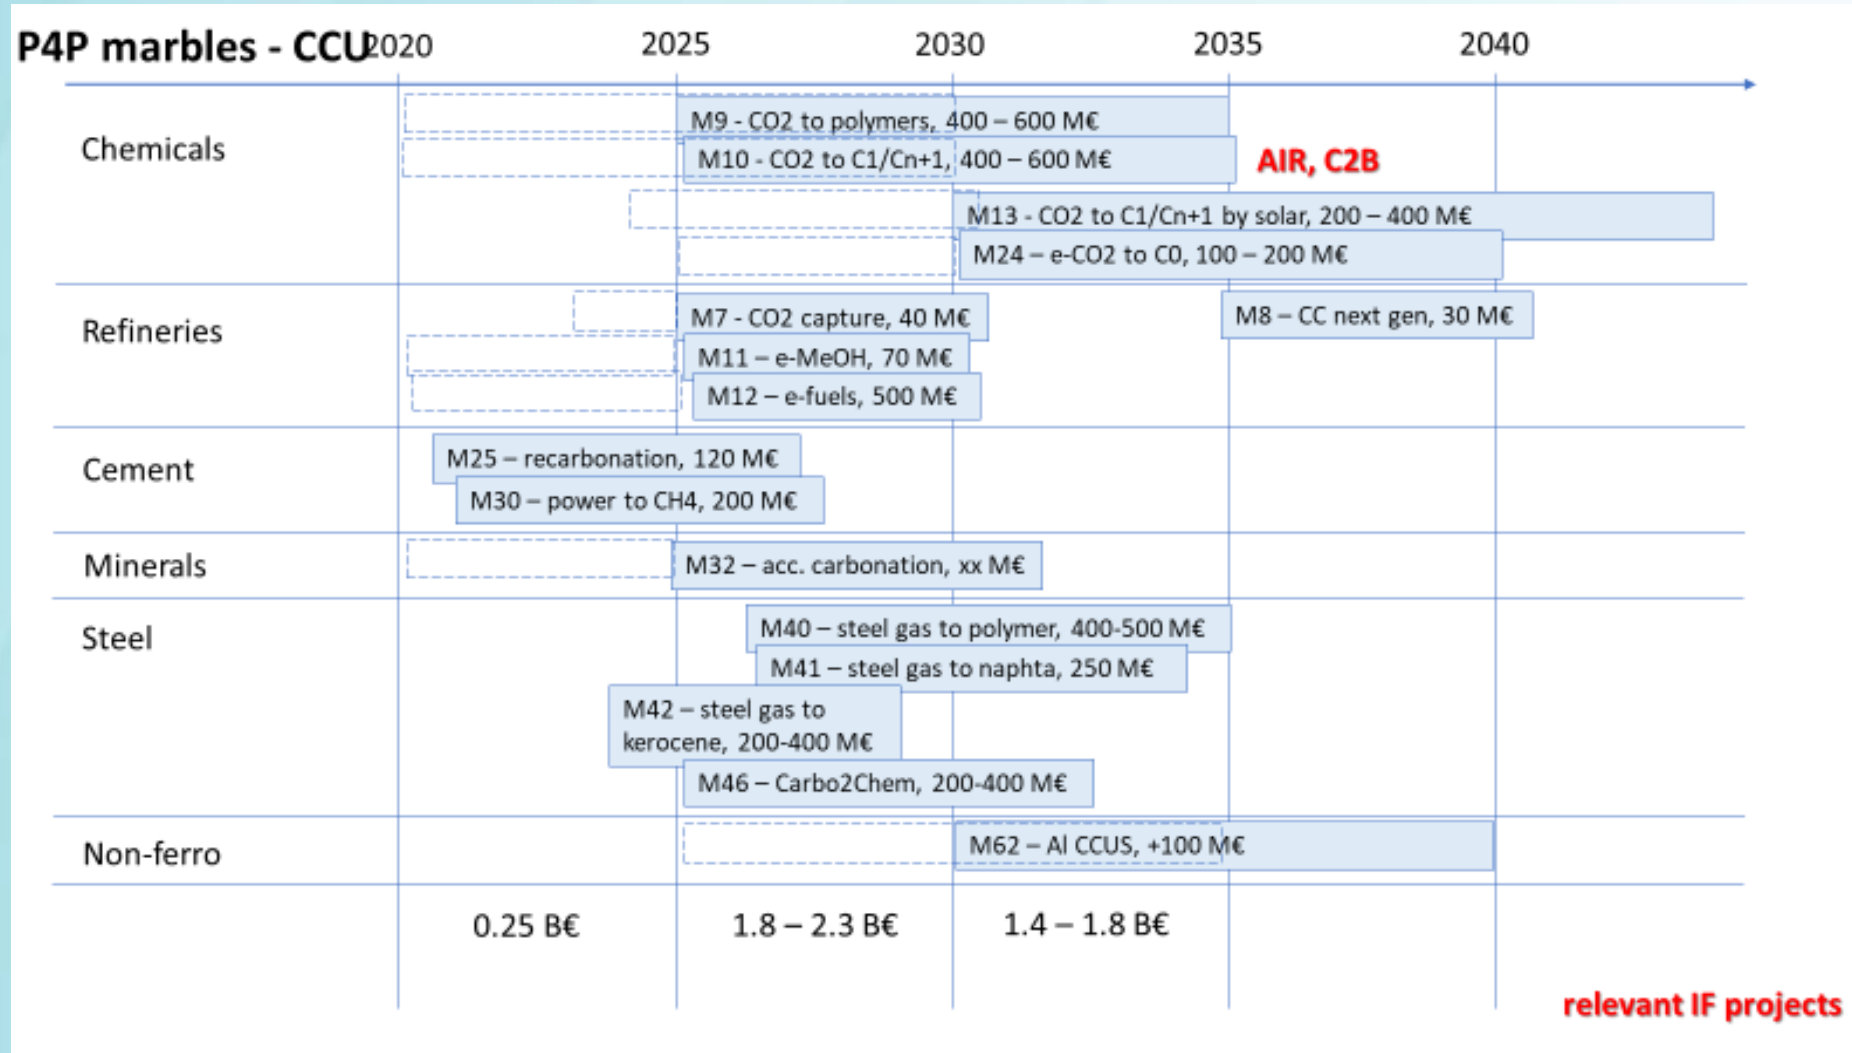 P4P marbles - CCU
2020
2025
2030
2035
2040
Chemicals
M9 - CO2 to polymers, 400 – 600 M€
M10 - CO2 to C1/Cn+1, 400 – 600 M€
AIR, C2B
M13 - CO2 to C1/Cn+1 by solar, 200 – 400 M€
M24 – e-CO2 to C0, 100 – 200 M€
Refineries
M7 - CO2 capture, 40 M€
M8 – CC next gen, 30 M€
M11 – e-MeOH, 70 M€
M12 – e-fuels, 500 M€
Cement
M25 – recarbonation, 120 M€
M30 – power to CH4, 200 M€
Minerals
M32 – acc. carbonation, xx M€
Steel
M40 – steel gas to polymer, 400-500 M€
M41 – steel gas to naphta, 250 M€
M42 – steel gas to
kerocene, 200-400 M€
M46 – Carbo2Chem, 200-400 M€
Non-ferro
M62 – Al CCUS, +100 M€
0.25 B€
1.8 – 2.3 B€
1.4 – 1.8 B€
relevant IF projects